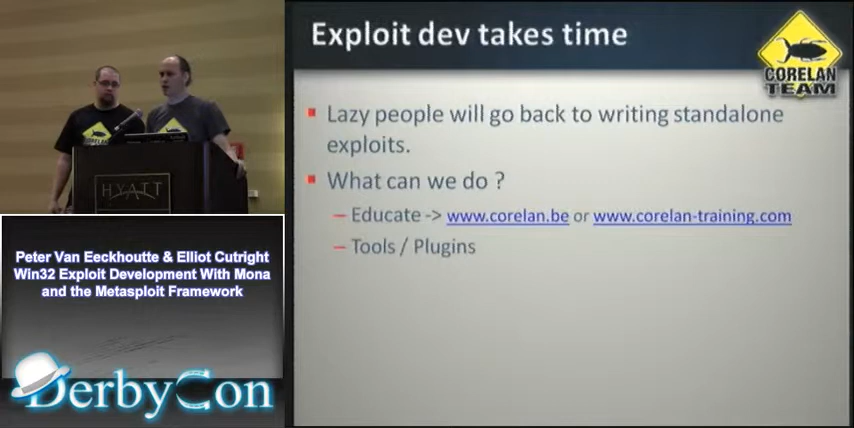 Exploit dev takes time
CORELAN
TEAM
Lazy people will go back to writing standalone
exploits.
What can we do ?
Educate -> www.corelan.be or www.corelan-training.com
Tools / Plugins
CORELAN
HYATT
Peter Van Eeckhoutte & Elliot Cutright
Win32 Exploit Development With Mona
and the Metasploit Framework
DerbyCon